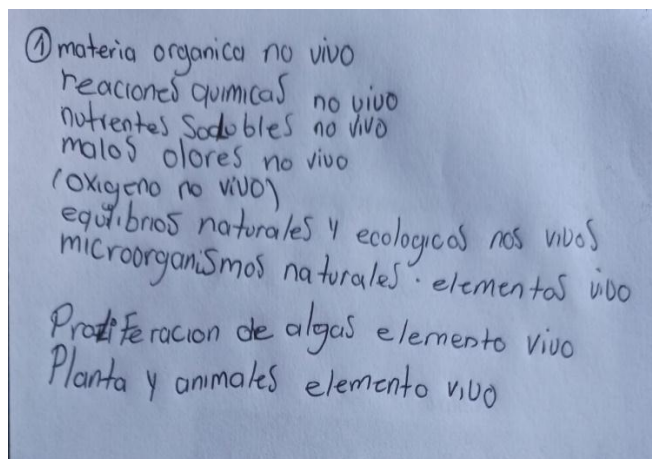 ① materia organica no vivo
reaciones quimicas no vivo
nutrentes Sodubles no vivo
malos olores no vivo
(oxigeno no vivo)
equilibrios naturales y ecologicos nos vivos
microorganismos naturales . elementos vivo
Proliferacion de algas elemento vivo
Planta y animales elemento vivo